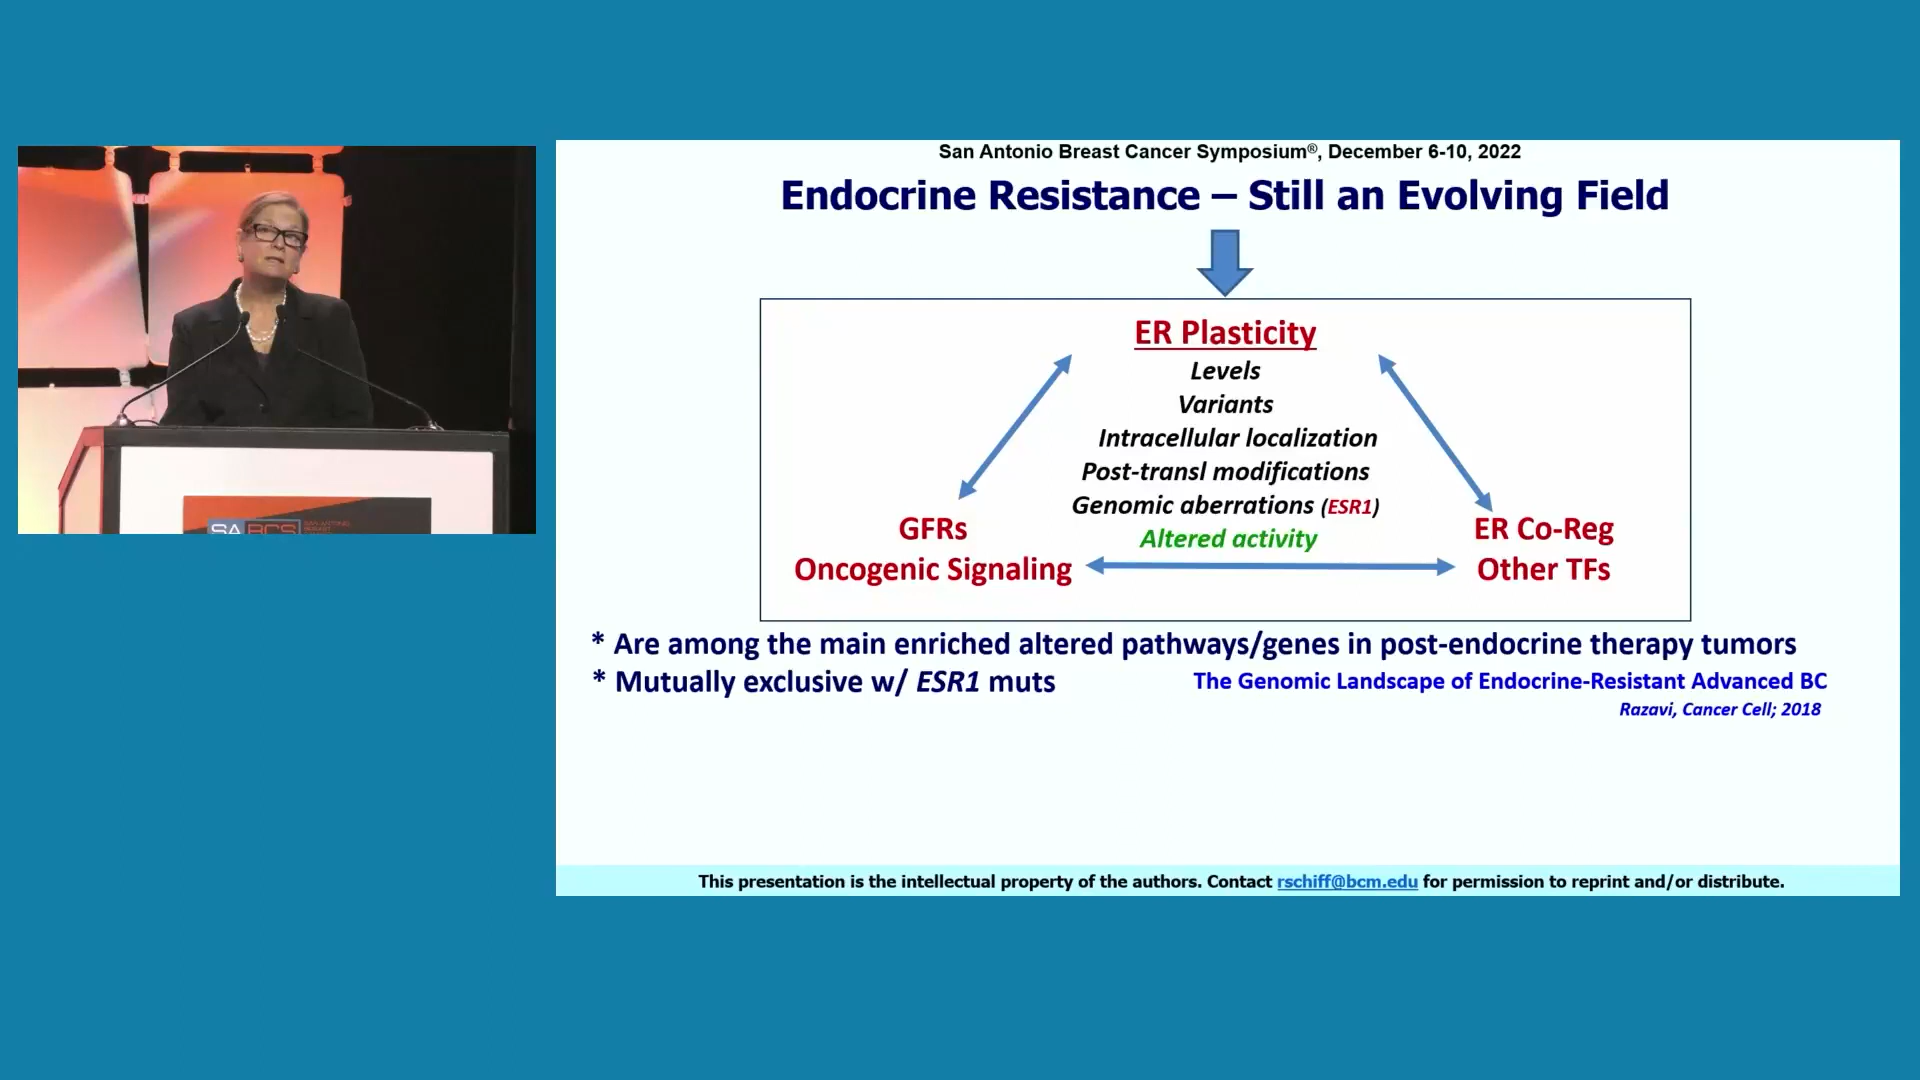 San Antonio Breast Cancer Symposium®, December 6-10, 2022
Endocrine Resistance – Still an Evolving Field
ER Plasticity
Levels
Variants
Intracellular localization
Post-transl modifications
Genomic aberrations (ESR1)
Altered activity
GFRs
Oncogenic Signaling
ER Co-Reg
Other TFs
* Are among the main enriched altered pathways/genes in post-endocrine therapy tumors
* Mutually exclusive w/ ESR1 muts
The Genomic Landscape of Endocrine-Resistant Advanced BC
Razavi, Cancer Cell; 2018
This presentation is the intellectual property of the authors. Contact rschiff@bcm.edu for permission to reprint and/or distribute.
SABCS
SAN ANTONIO
BREAST